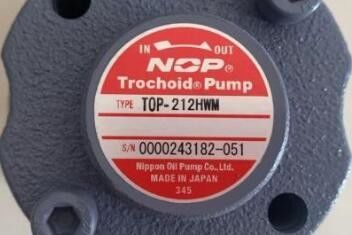 IN OUT
NOP®
Trochoid® Pump
TYPE TOP-212HWM
S/N 0000243182-051
Nippon Oil Pump Co., Ltd.
MADE IN JAPAN
345